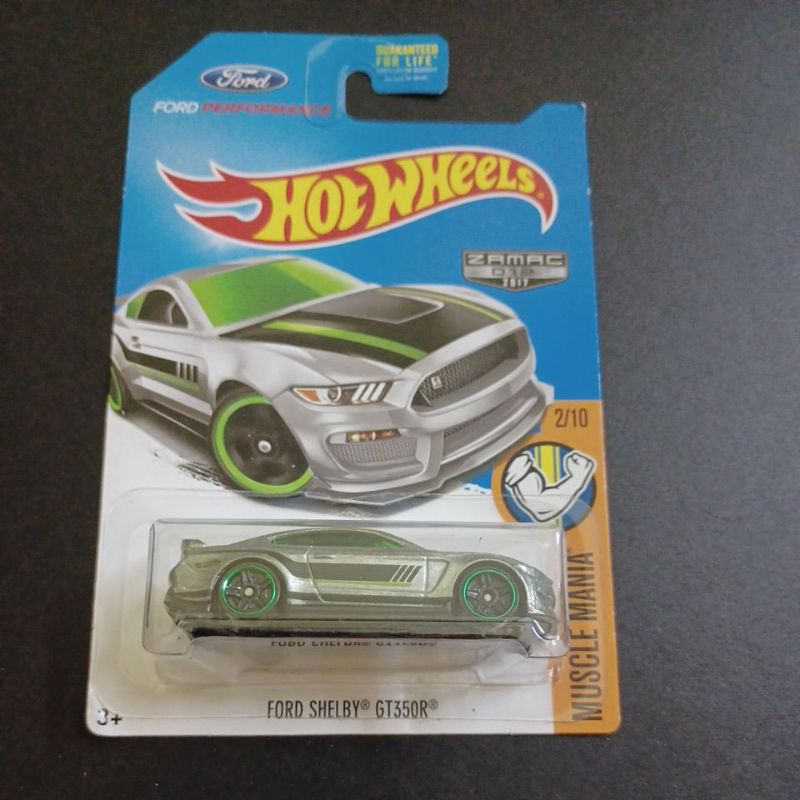 GUARANTEED
FOR LIFE
Ford
FORD PERFORMANCE
HOT WHEELS
ZAMAC
2017
2/10
MUSCLE MANIA
FORD SHELBY® GT350R®
3+